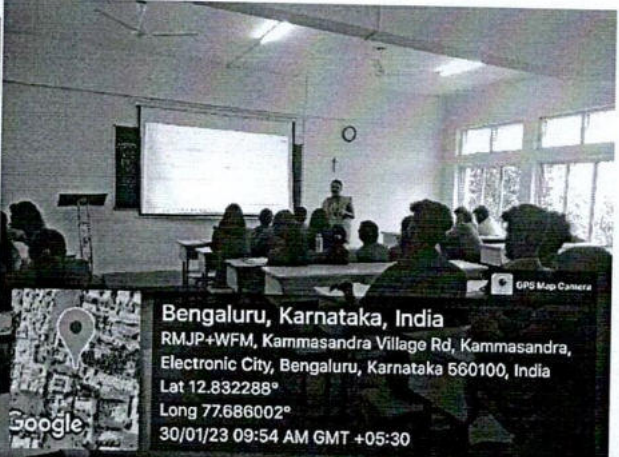 GPS Map Camera
Bengaluru, Karnataka, India
RMJP+WFM, Kammasandra Village Rd, Kammasandra,
Electronic City, Bengaluru, Karnataka 560100, India
Lat 12.832288°
Long 77.686002°
30/01/23 09:54 AM GMT +05:30
Google